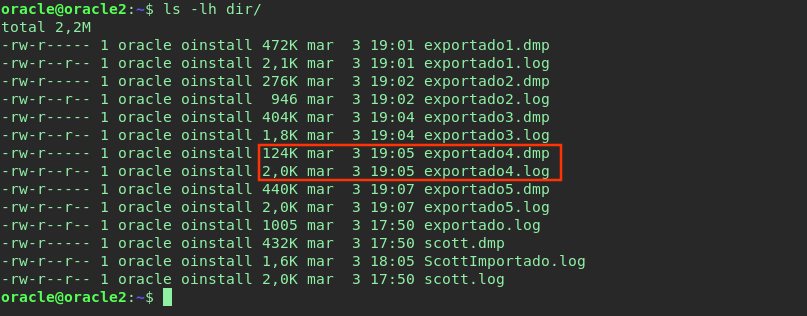 oracle@oracle2:~$ ls -lh dir/
total 2,2M
-rw-r----- 1 oracle oinstall 472K mar  3 19:01 exportado1.dmp
-rw-r--r-- 1 oracle oinstall 2,1K mar  3 19:01 exportado1.log
-rw-r----- 1 oracle oinstall 276K mar  3 19:02 exportado2.dmp
-rw-r--r-- 1 oracle oinstall  946 mar  3 19:02 exportado2.log
-rw-r----- 1 oracle oinstall 404K mar  3 19:04 exportado3.dmp
-rw-r--r-- 1 oracle oinstall 1,8K mar  3 19:04 exportado3.log
-rw-r----- 1 oracle oinstall 124K mar  3 19:05 exportado4.dmp
-rw-r--r-- 1 oracle oinstall 2,0K mar  3 19:05 exportado4.log
-rw-r----- 1 oracle oinstall 440K mar  3 19:07 exportado5.dmp
-rw-r--r-- 1 oracle oinstall 2,0K mar  3 19:07 exportado5.log
-rw-r--r-- 1 oracle oinstall 1005 mar  3 17:50 exportado.log
-rw-r----- 1 oracle oinstall 432K mar  3 17:50 scott.dmp
-rw-r--r-- 1 oracle oinstall 1,6K mar  3 18:05 ScottImportado.log
-rw-r--r-- 1 oracle oinstall 2,0K mar  3 17:50 scott.log
oracle@oracle2:~$